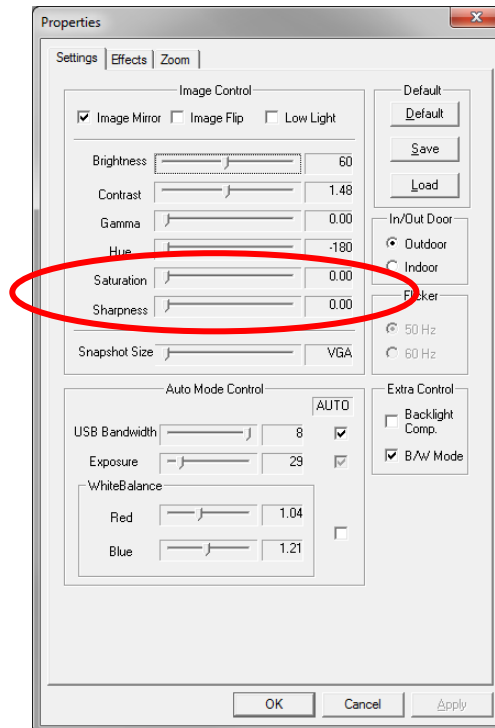 Properties
Settings Effects Zoom
Image Control
Image Mirror Image Flip Low Light
Brightness 60
Contrast 1.48
Gamma 0.00
Hue -180
Saturation 0.00
Sharpness 0.00
Snapshot Size VGA
Default
Default
Save
Load
In/Out Door
Outdoor
Indoor
Flicker
50 Hz
60 Hz
Auto Mode Control
AUTO
USB Bandwidth 8
Exposure 29
WhiteBalance
Red 1.04
Blue 1.21
Extra Control
Backlight
Comp.
B/W Mode
OK Cancel Apply